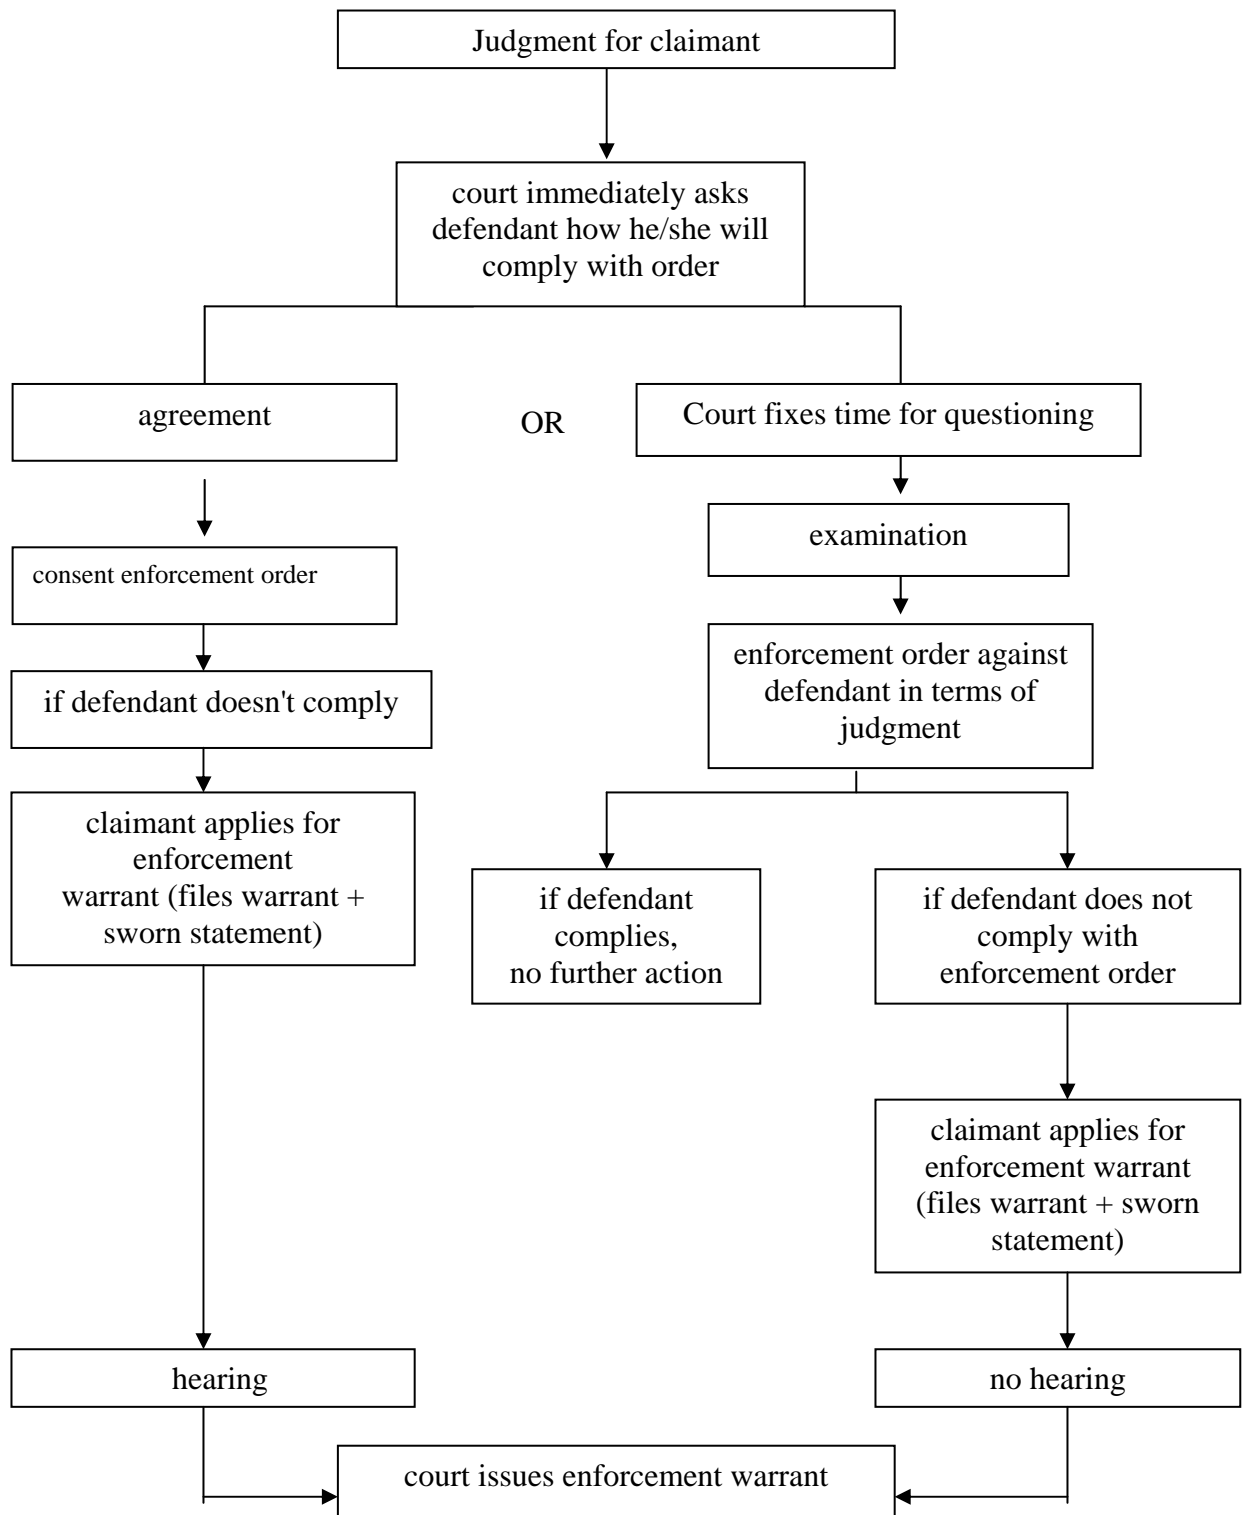 Judgment for claimant
court immediately asks
defendant how he/she will
comply with order
agreement
OR
Court fixes time for questioning
examination
consent enforcement order
enforcement order against
defendant in terms of
judgment
if defendant doesn't comply
claimant applies for
enforcement
warrant (files warrant +
sworn statement)
if defendant
complies,
no further action
if defendant does not
comply with
enforcement order
claimant applies for
enforcement warrant
(files warrant + sworn
statement)
hearing
no hearing
court issues enforcement warrant